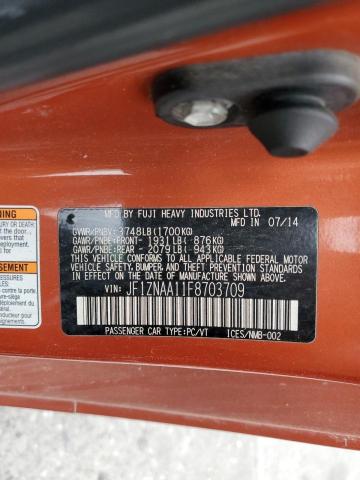 MFD BY FUJI HEAVY INDUSTRIES LTD.
GVWR/PNBV: 3748LB(1700KG) MFD IN 07/14
GAWR/PNBE:FRONT- 1931LB( 876KG)
GAWR/PNBE:REAR - 2079LB( 943KG)
THIS VEHICLE CONFORMS TO ALL APPLICABLE
FEDERAL MOTOR VEHICLE
SAFETY, BUMPER, AND THEFT PREVENTION STANDARDS
IN EFFECT ON THE DATE OF MANUFACTURE SHOWN ABOVE.
VIN: JF1ZNAA11F8703709
PASSENGER CAR TYPE:PC/VT ICES/NMB-002
SSEMENT